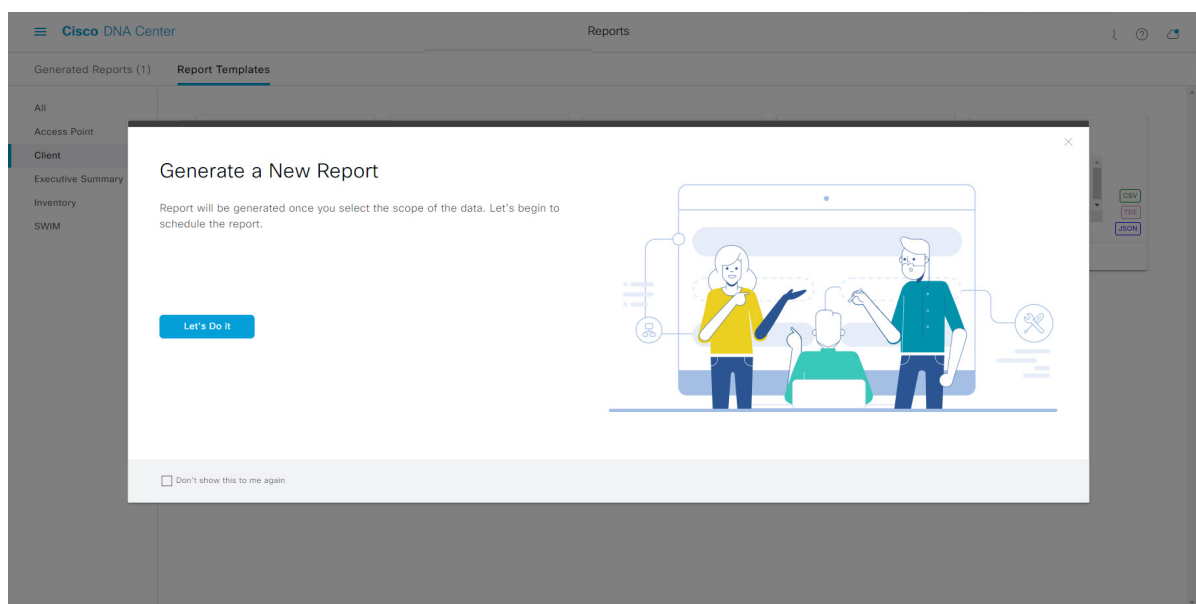 Cisco DNA Center
Reports
Generated Reports (1)
Report Templates
All
Access Point
Client
Executive Summary
Inventory
SWIM
Generate a New Report
Report will be generated once you select the scope of the data. Let's begin to
schedule the report.
Let's Do it
Don't show this to me again
CSV
TDE
JSON